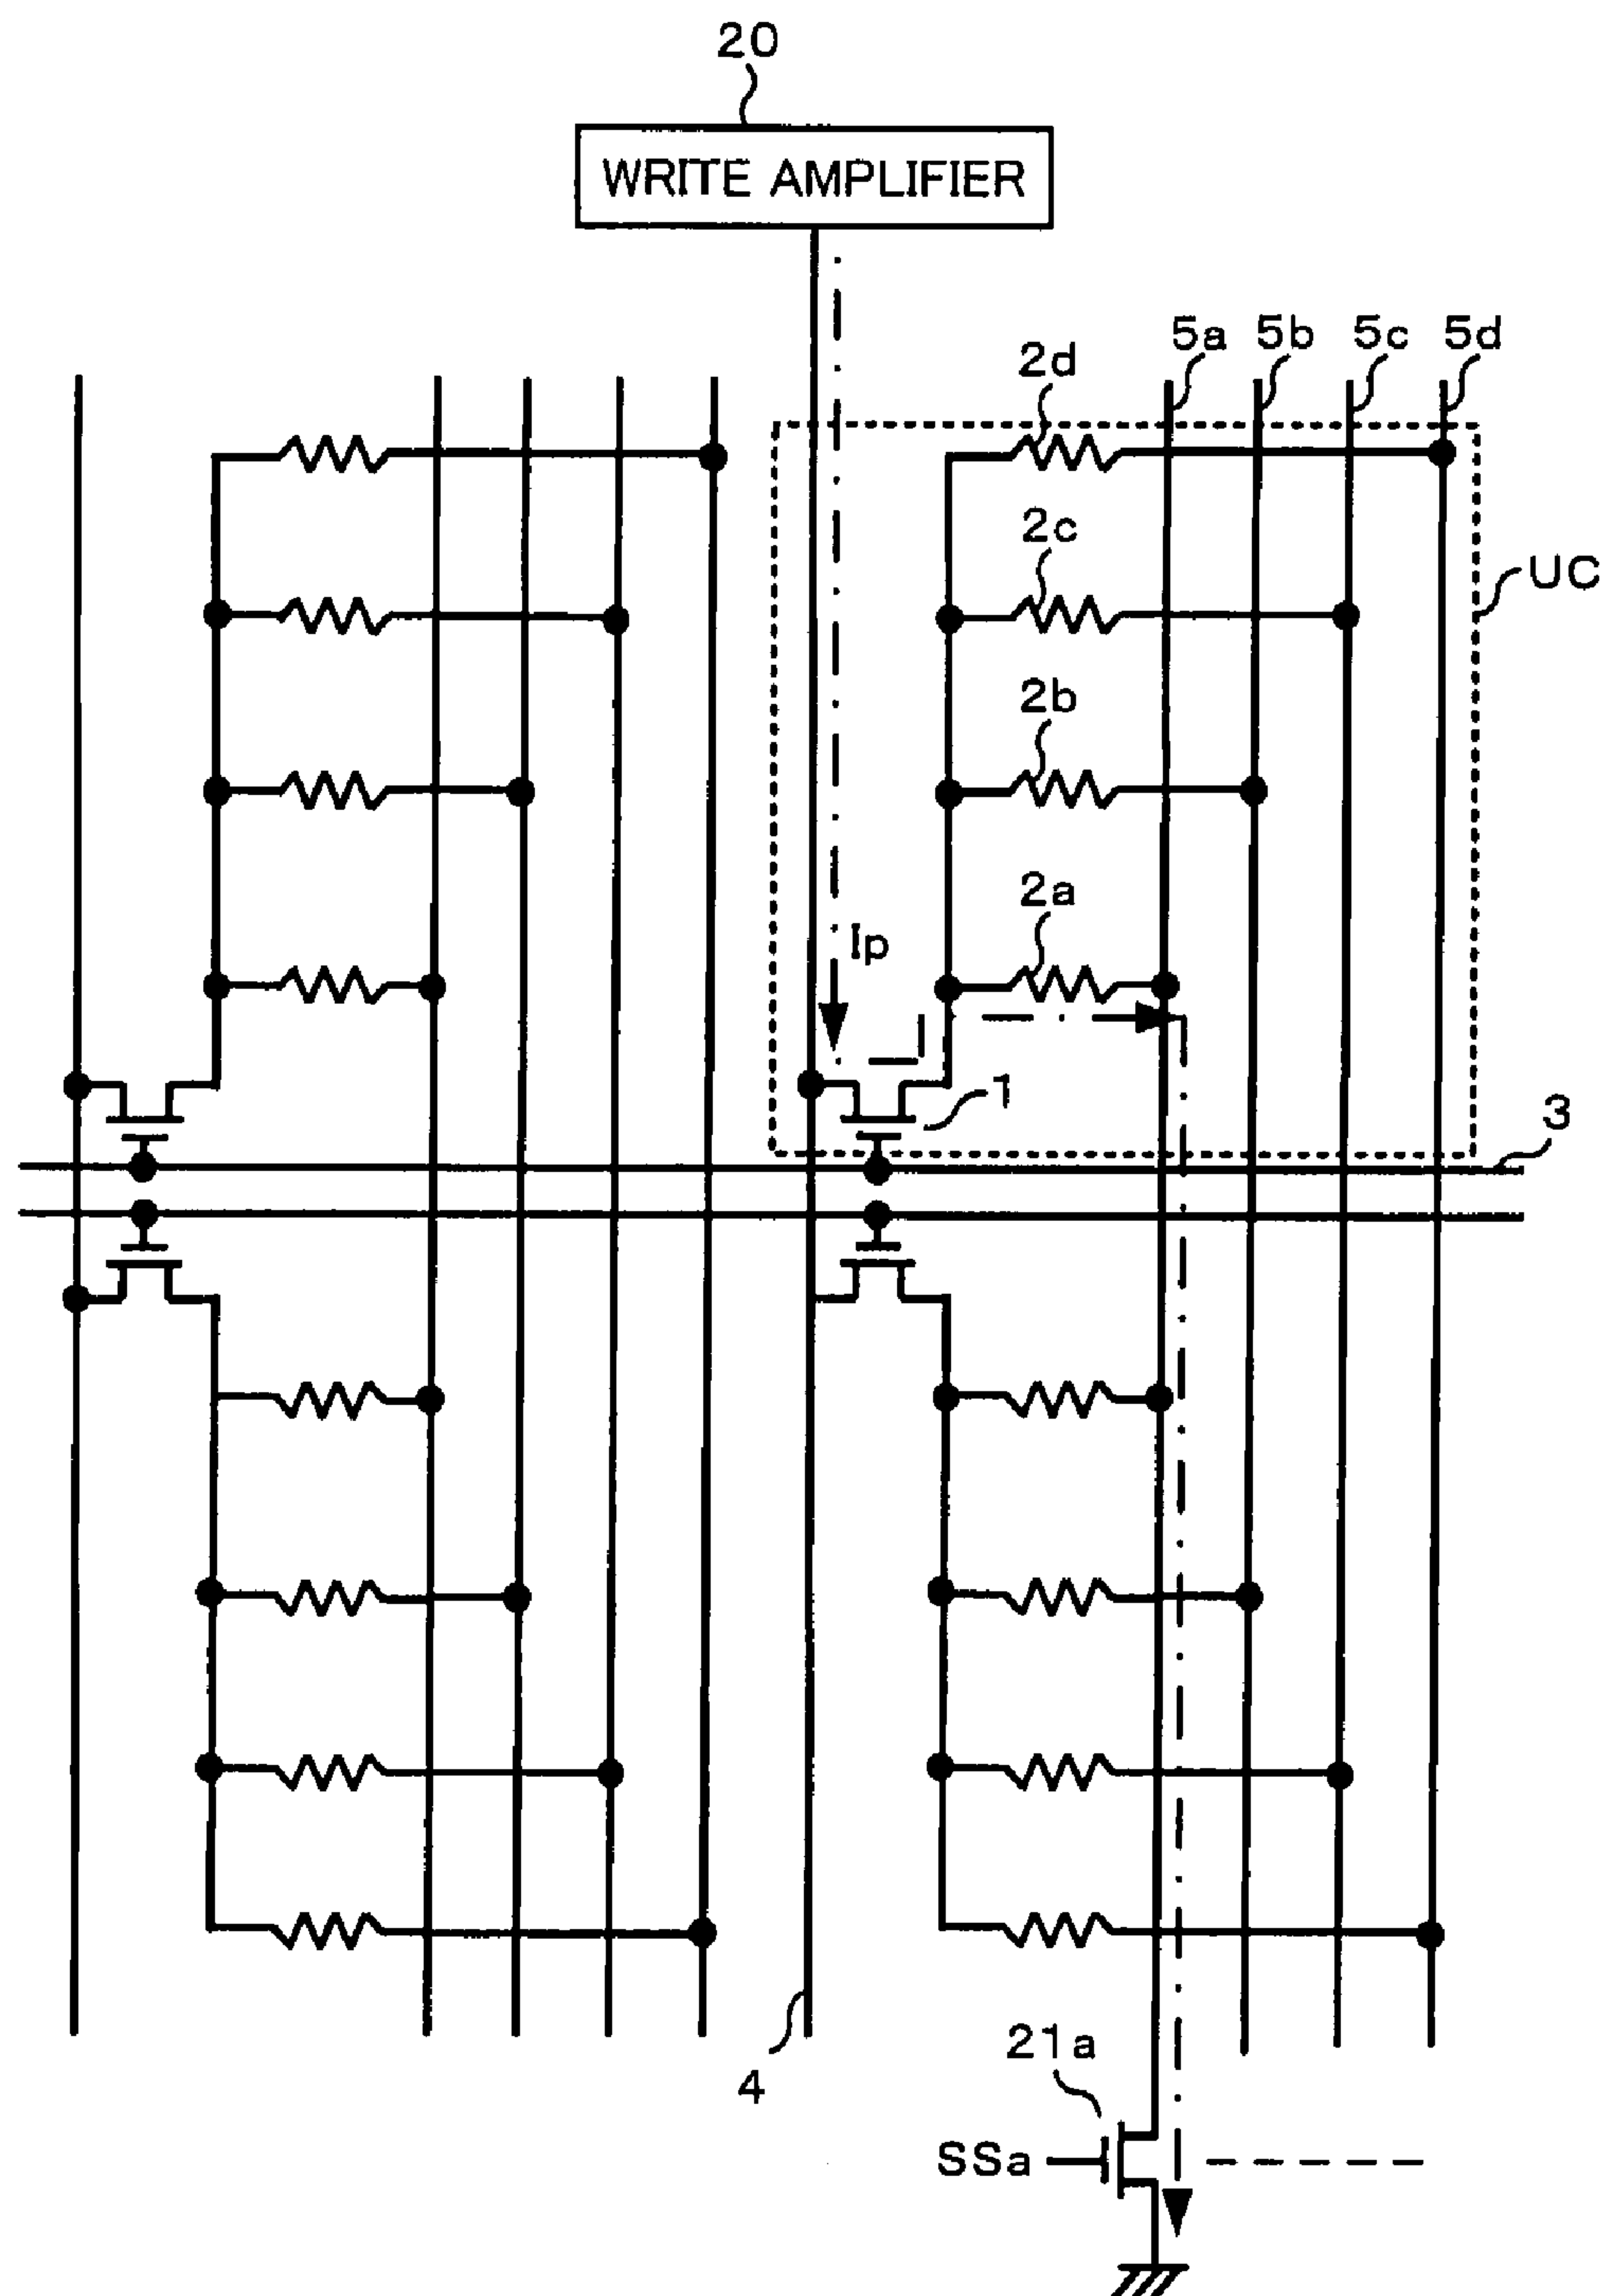 20
WRITE AMPLIFIER
5a 5b 5c 5d
2d
2c
UC
2b
2a
Ip
1
3
21a
4
SSa